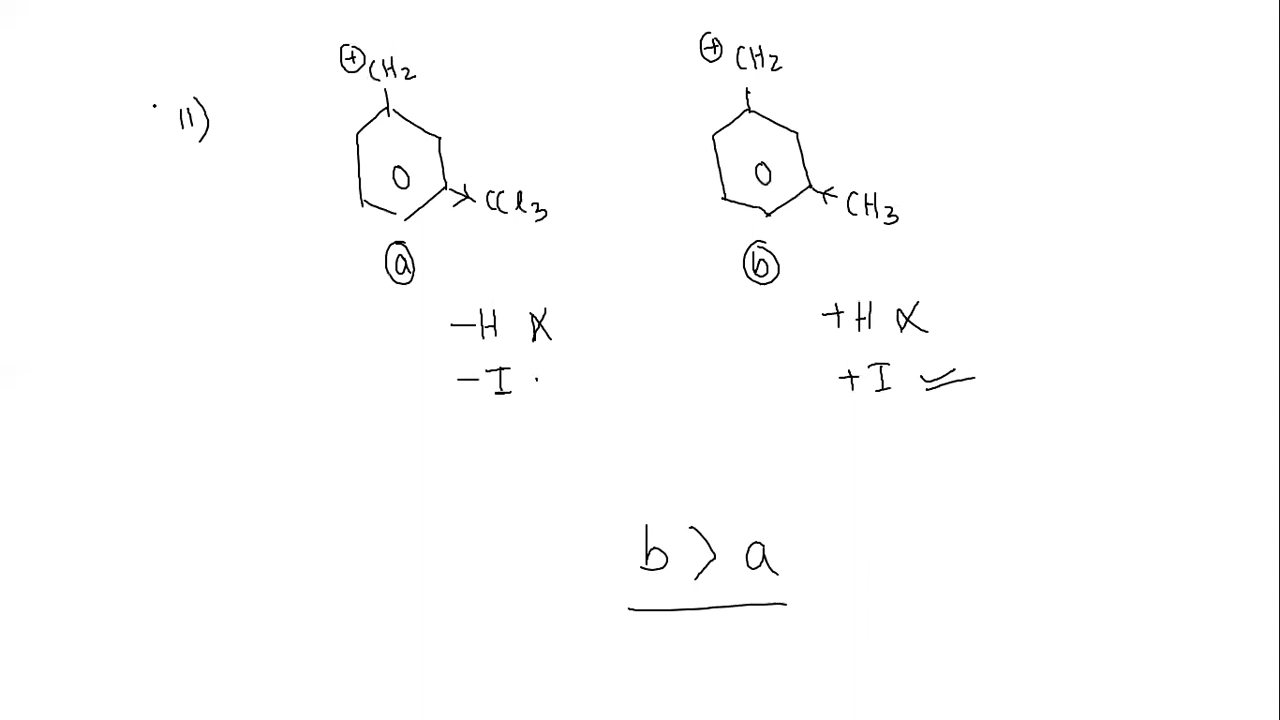 ⊕CH2 ⊕ CH2
11)
O O
CCl3 CH3
ⓐ ⓑ
-H X +H X
-I . +I ✓
b > a